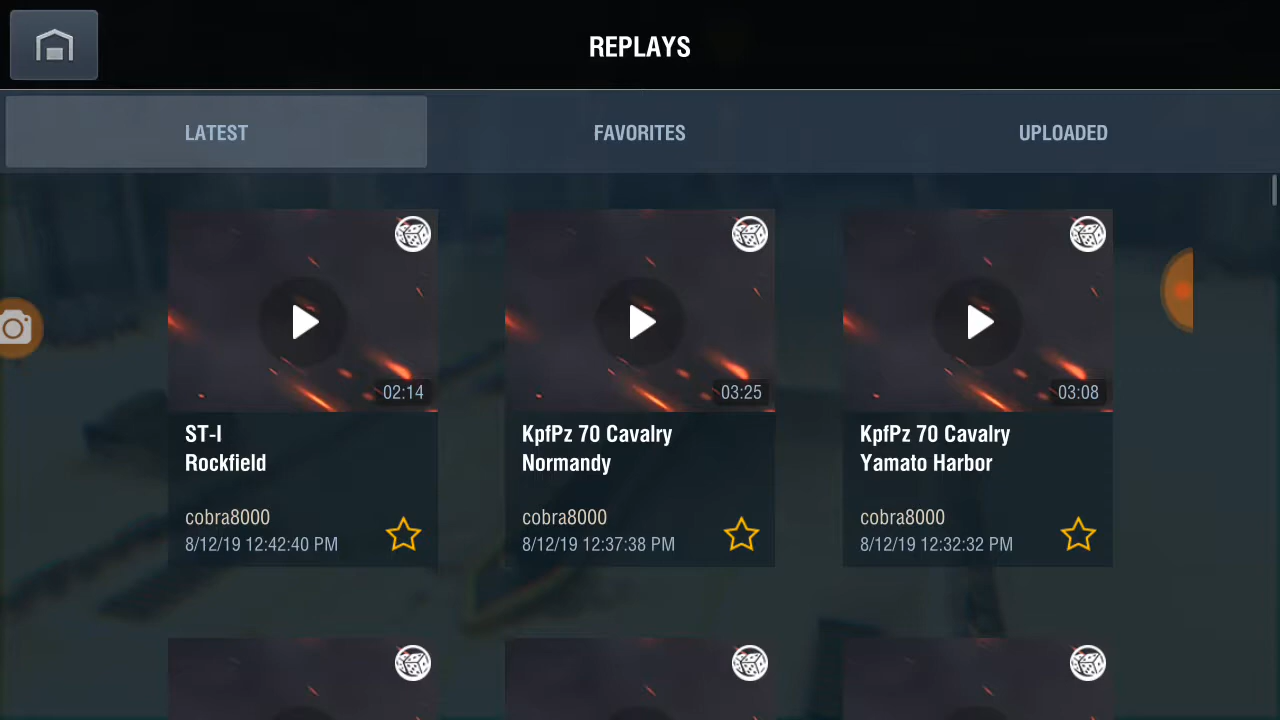 REPLAYS
LATEST
FAVORITES
UPLOADED
02:14
03:25
03:08
ST-I
Rockfield
cobra8000
8/12/19 12:42:40 PM
KpfPz 70 Cavalry
Normandy
cobra8000
8/12/19 12:37:38 PM
KpfPz 70 Cavalry
Yamato Harbor
cobra8000
8/12/19 12:32:32 PM